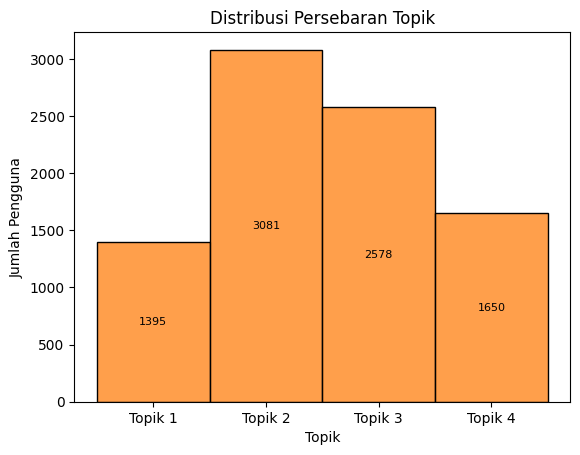 Distribusi Persebaran Topik
Jumlah Pengguna
3000
2500
2000
1500
1000
500
0
1395
3081
2578
1650
Topik 1
Topik 2
Topik 3
Topik 4
Topik